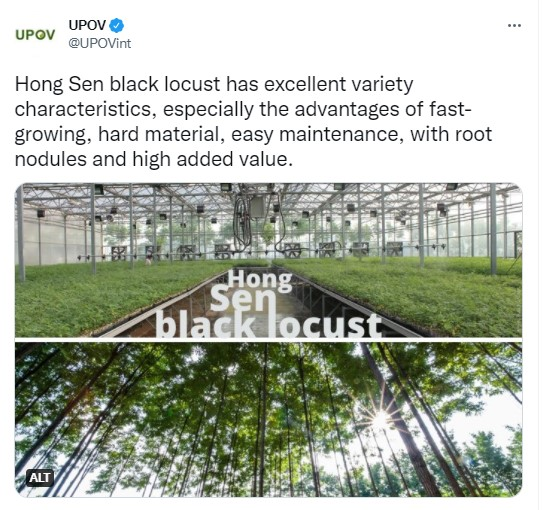 UPOV
UPOV
@UPOVint
Hong Sen black locust has excellent variety
characteristics, especially the advantages of fast-
growing, hard material, easy maintenance, with root
nodules and high added value.
Hong
Sen
black locust
ALT